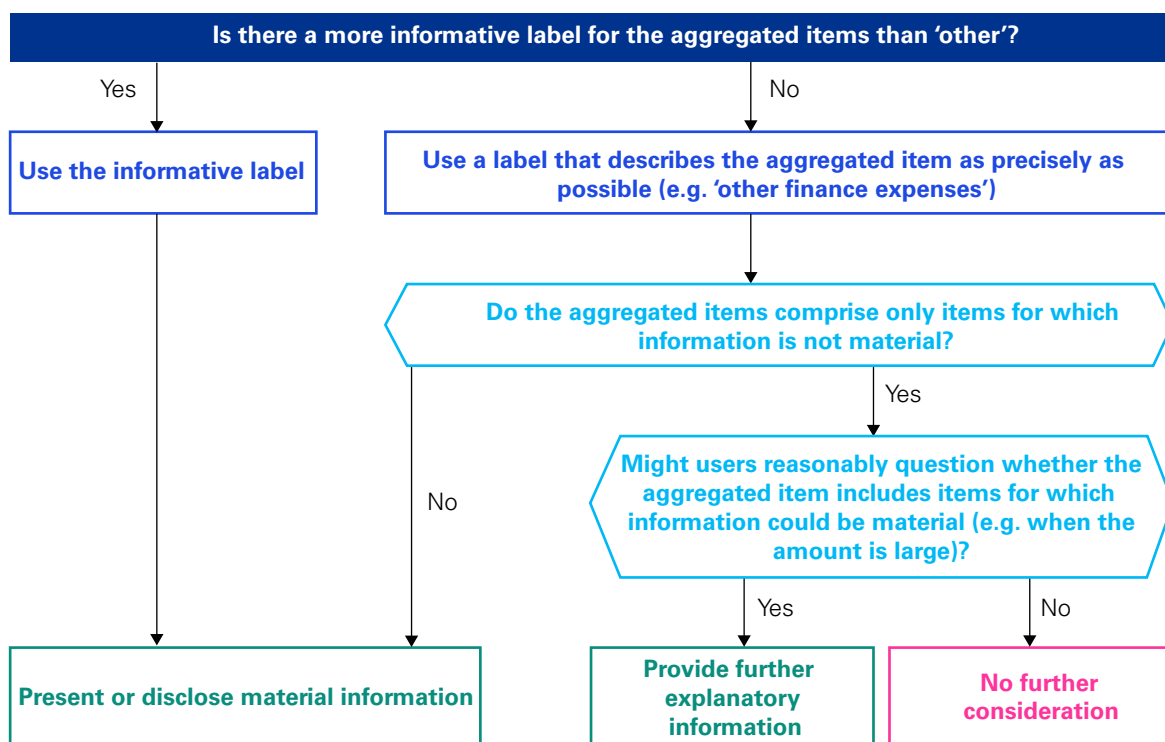 Is there a more informative label for the aggregated items than ‘other’?
Yes
No
Use the informative label
Use a label that describes the aggregated item as precisely as
possible (e.g. ‘other finance expenses’)
Do the aggregated items comprise only items for which
information is not material?
Yes
No
Might users reasonably question whether the
aggregated item includes items for which
information could be material (e.g. when the
amount is large)?
Yes
No
Present or disclose material information
Provide further
explanatory
information
No further
consideration